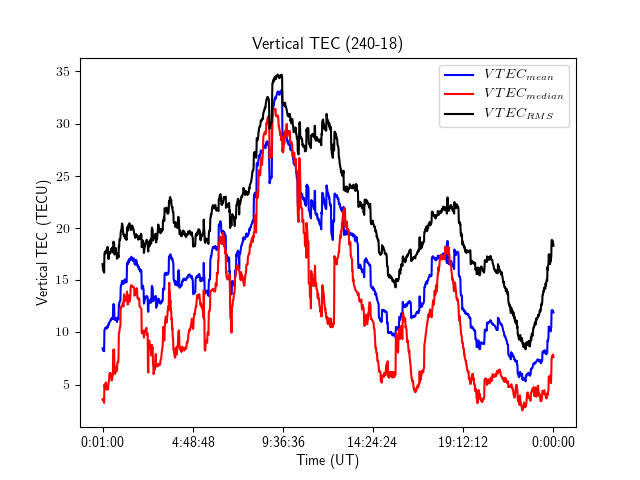 Vertical TEC (240-18)
VTEC_mean
VTEC_median
VTEC_RMS
35
30
25
20
15
10
5
Vertical TEC (TECU)
0:01:00 4:48:48 9:36:36 14:24:24 19:12:12 0:00:00
Time (UT)